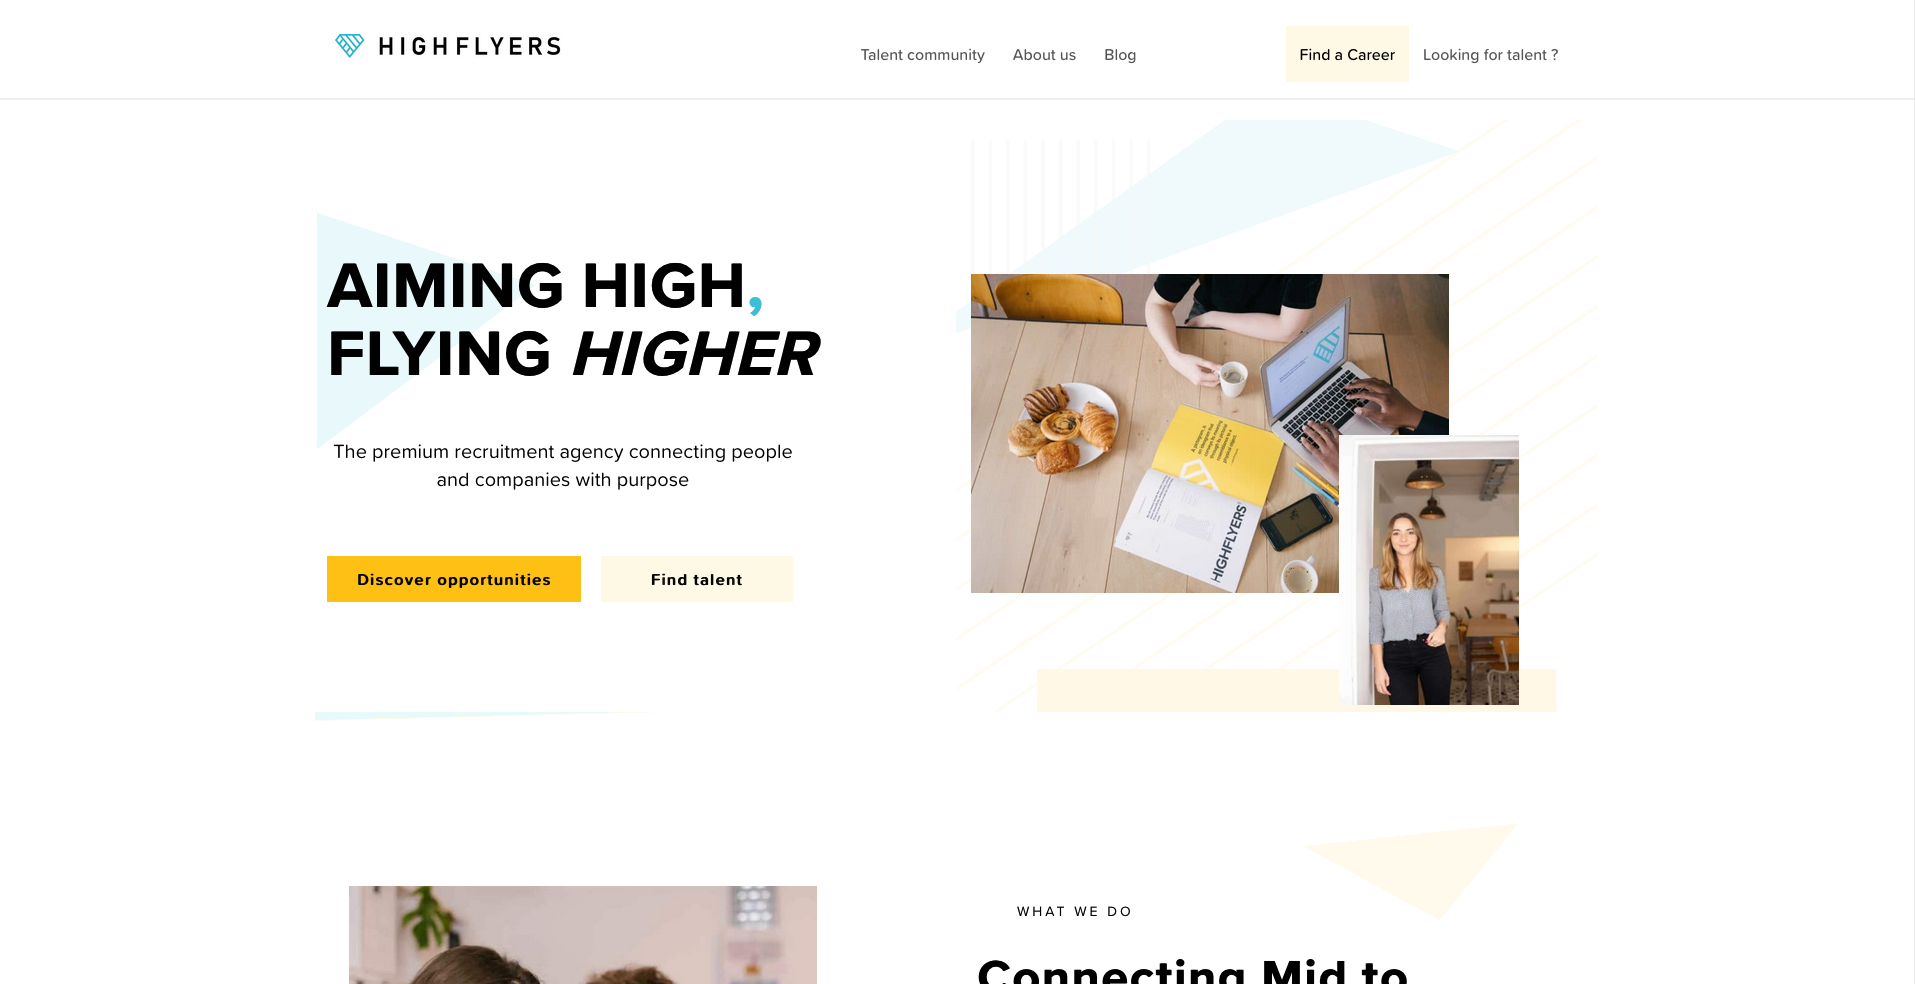 HIGHFLYERS
Talent community
About us
Blog
Find a Career
Looking for talent ?
AIMING HIGH,
FLYING HIGHER
The premium recruitment agency connecting people
and companies with purpose
Discover opportunities
Find talent
HIGHFLYERS
WHAT WE DO
Connecting Mid to